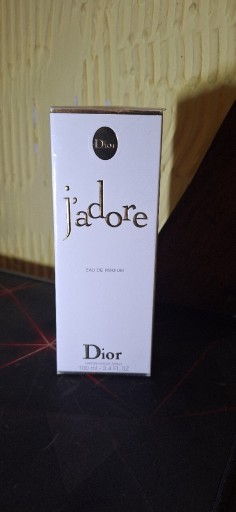 Dior
j'adore
EAU DE PARFUM
Dior
100 ml - 3.4 FL. OZ